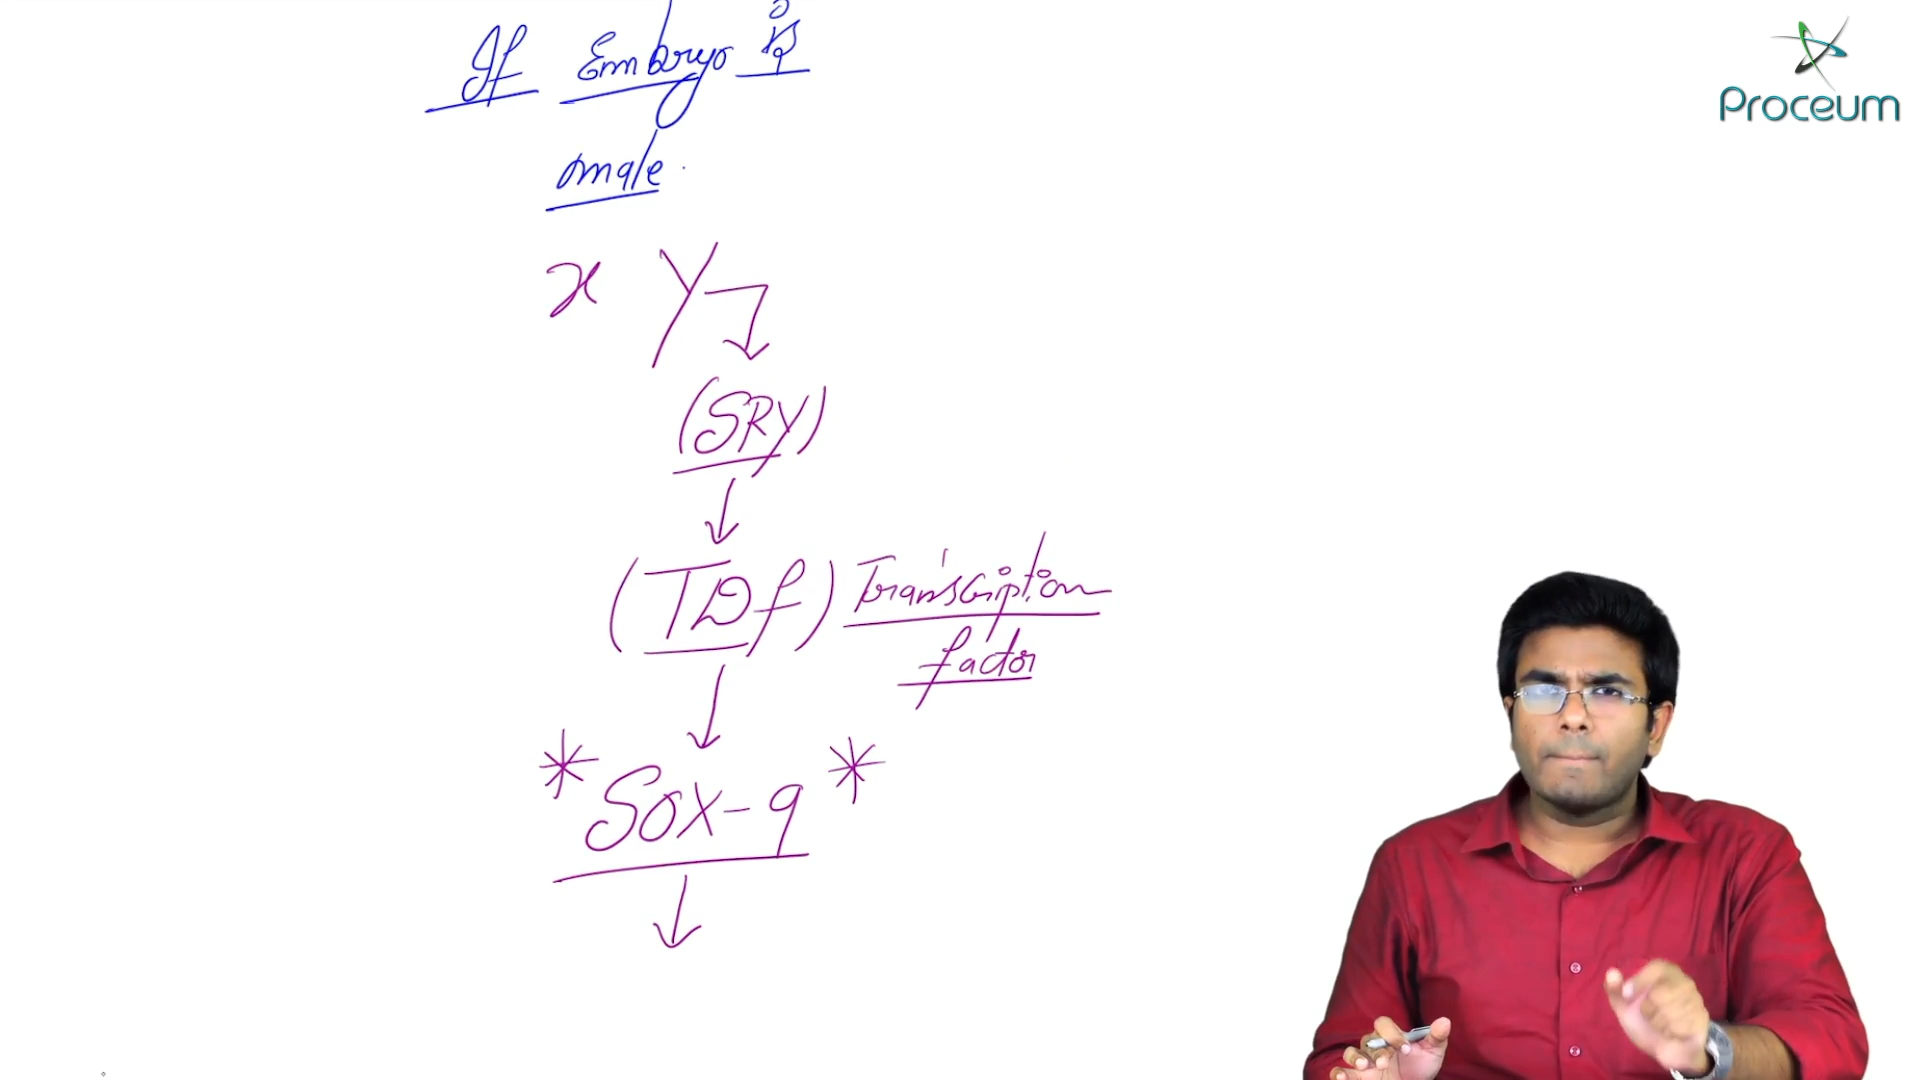 If Embryo is
male.
X Y
(SRY)
(TDf) Transcription
factor
* SOX-9 *
Proceum